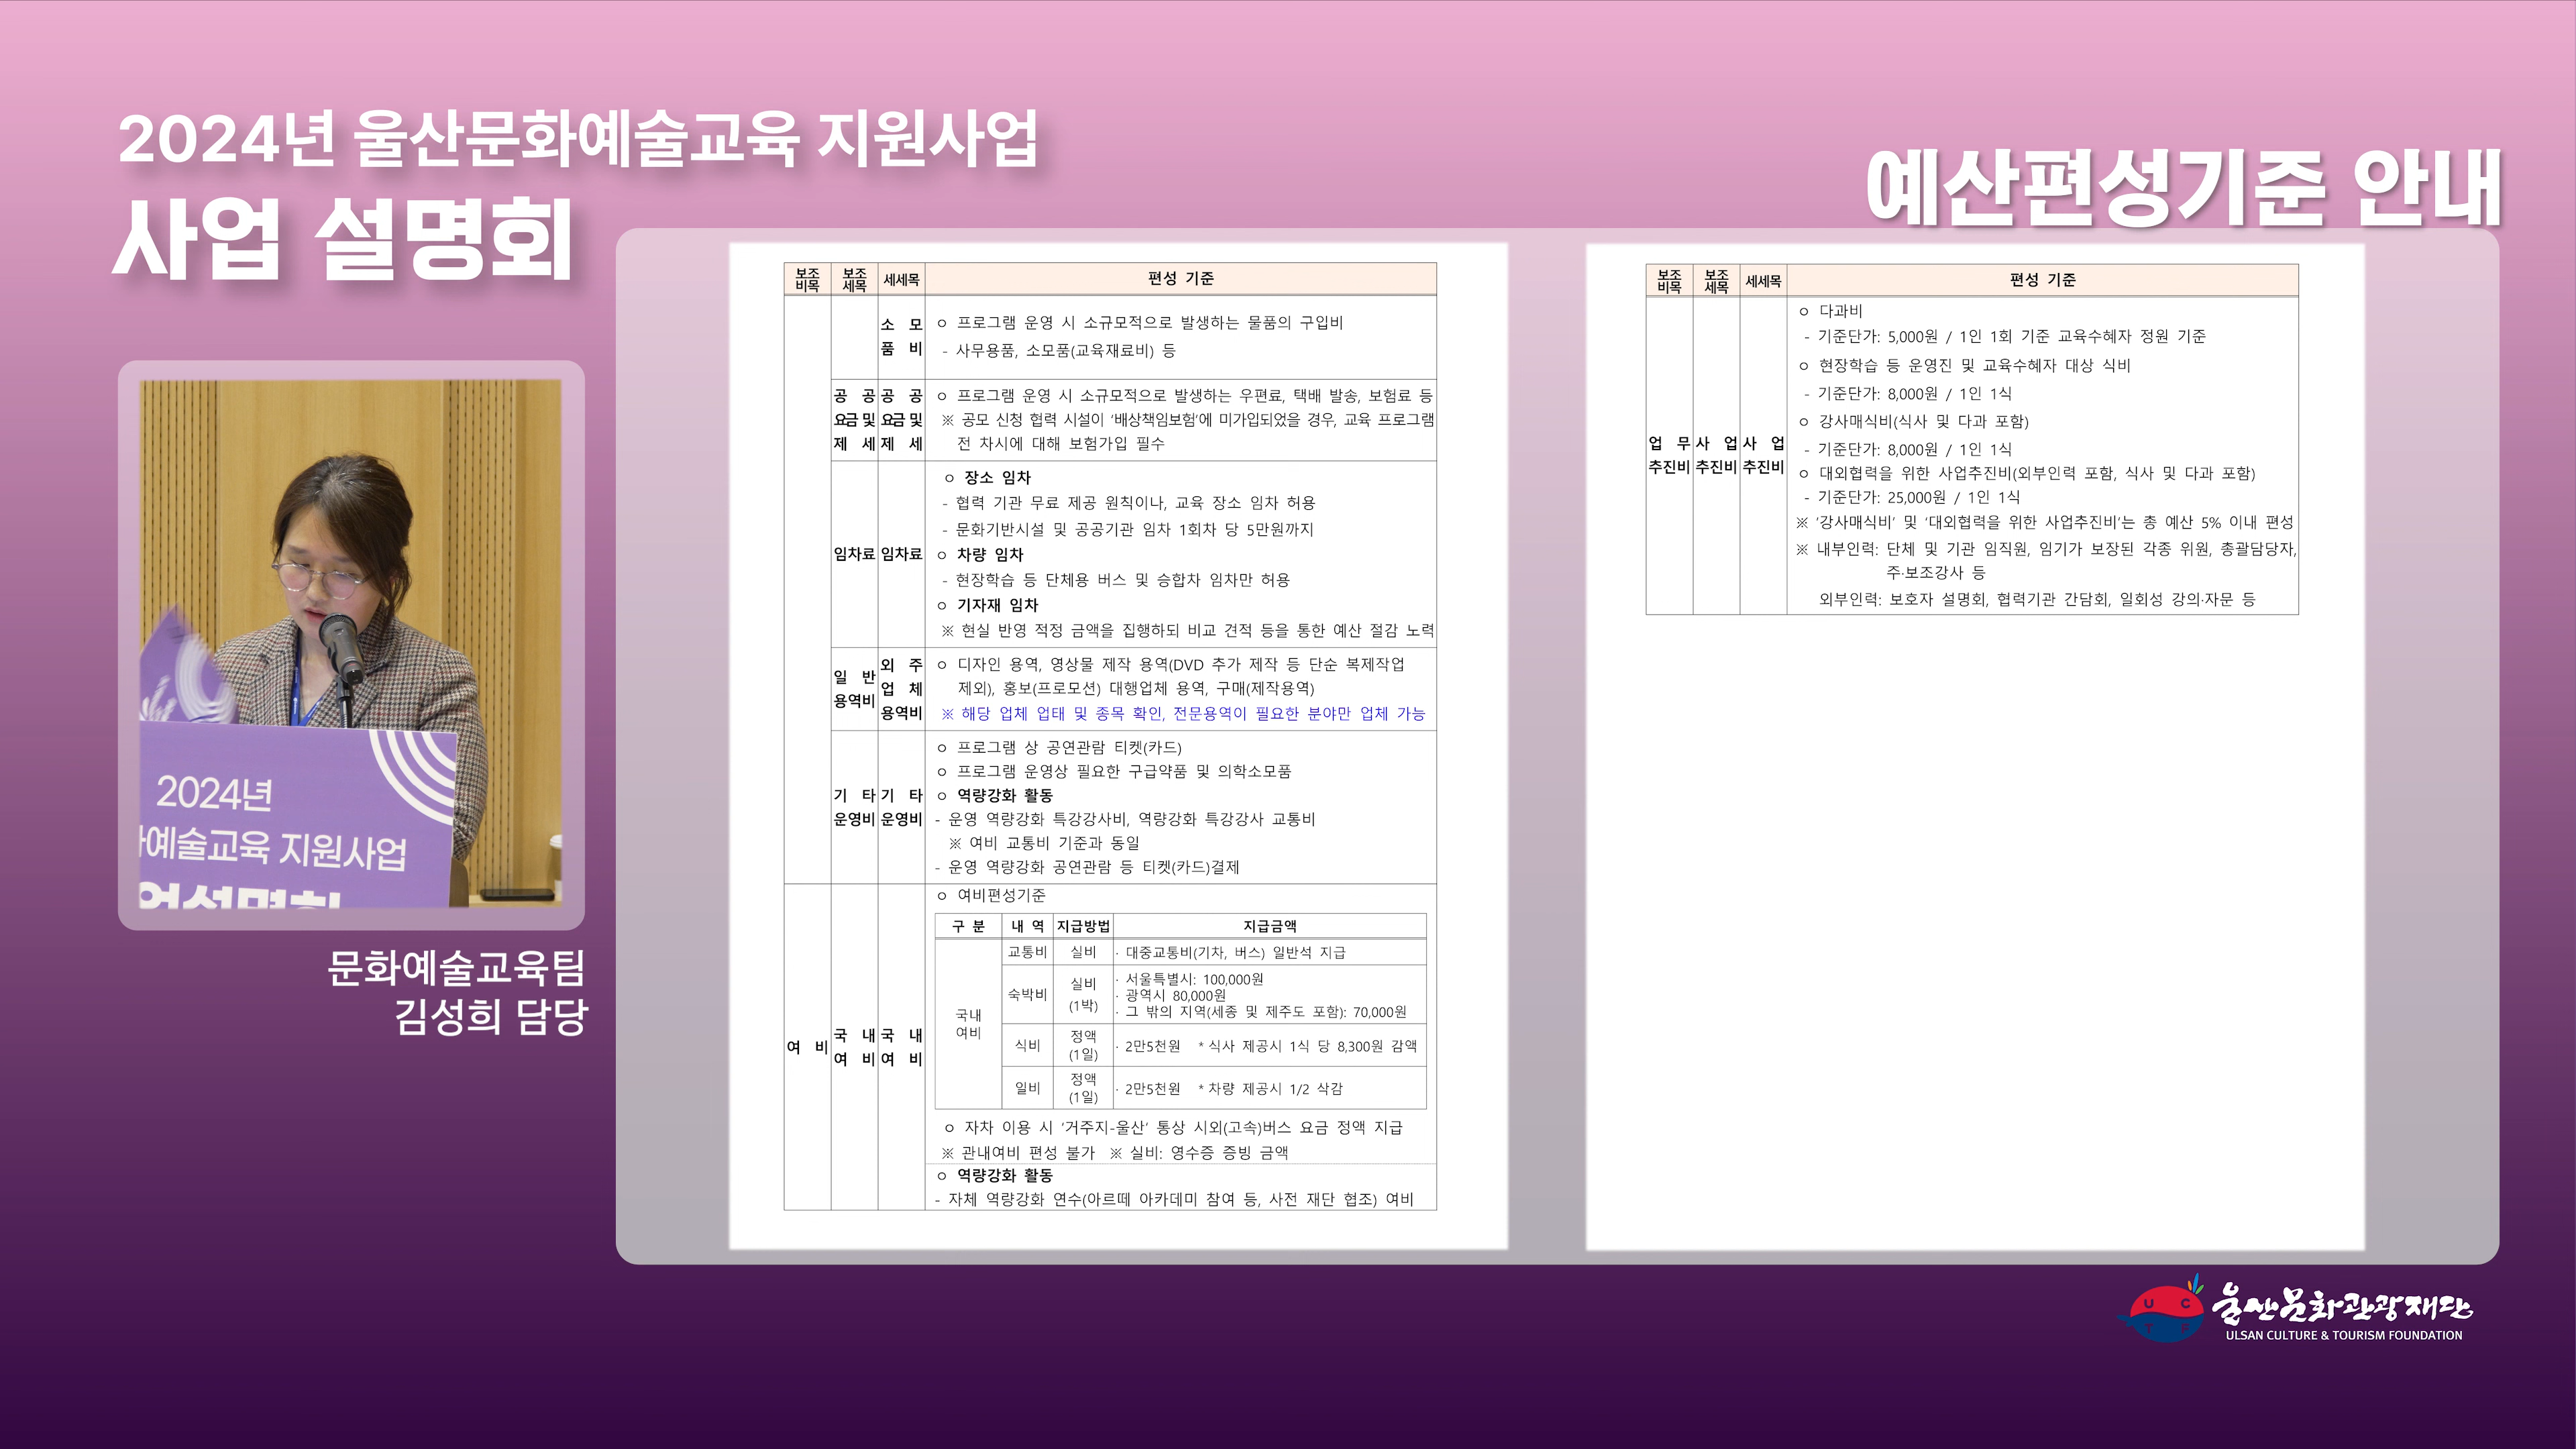 2024년 울산문화예술교육 지원사업
사업 설명회
예산편성기준 안내
2024년
예술교육 지원사업
문화예술교육팀
김성희 담당
보조
비목
보조
세목
세세목
편성 기준
소 모
품 비
ㅇ 프로그램 운영 시 소규모적으로 발생하는 물품의 구입비
- 사무용품, 소모품(교육재료비) 등
공 공
요금 및
제 세
공 공
요금 및
제 세
ㅇ 프로그램 운영 시 소규모적으로 발생하는 우편료, 택배 발송, 보험료 등
※ 공모 신청 협력 시설이 '배상책임보험'에 미가입되었을 경우, 교육 프로그램
전 차시에 대해 보험가입 필수
임차료
임차료
ㅇ 장소 임차
- 협력 기관 무료 제공 원칙이나, 교육 장소 임차 허용
- 문화기반시설 및 공공기관 임차 1회차 당 5만원까지
ㅇ 차량 임차
- 현장학습 등 단체용 버스 및 승합차 임차만 허용
ㅇ 기자재 임차
※ 현실 반영 적정 금액을 집행하되 비교 견적 등을 통한 예산 절감 노력
일 반
용역비
외 주
업 체
용역비
ㅇ 디자인 용역, 영상물 제작 용역(DVD 추가 제작 등 단순 복제작업
제외), 홍보(프로모션) 대행업체 용역, 구매(제작용역)
※ 해당 업체 업태 및 종목 확인, 전문용역이 필요한 분야만 업체 가능
기 타
운영비
기 타
운영비
ㅇ 프로그램 상 공연관람 티켓(카드)
ㅇ 프로그램 운영상 필요한 구급약품 및 의학소모품
ㅇ 역량강화 활동
- 운영 역량강화 특강강사비, 역량강화 특강강사 교통비
※ 여비 교통비 기준과 동일
- 운영 역량강화 공연관람 등 티켓(카드)결제
여 비
국 내
여 비
국 내
여 비
ㅇ 여비편성기준
구 분 내 역 지급방법 지급금액
국내
여비
교통비 실비 · 대중교통비(기차, 버스) 일반석 지급
숙박비
실비
(1박)
· 서울특별시: 100,000원
· 광역시 80,000원
· 그 밖의 지역(세종 및 제주도 포함): 70,000원
식비
정액
(1일)
· 2만5천원 * 식사 제공시 1식 당 8,300원 감액
일비
정액
(1일)
· 2만5천원 * 차량 제공시 1/2 삭감
ㅇ 자차 이용 시 '거주지-울산' 통상 시외(고속)버스 요금 정액 지급
※ 관내여비 편성 불가 ※ 실비: 영수증 증빙 금액
ㅇ 역량강화 활동
- 자체 역량강화 연수(아르떼 아카데미 참여 등, 사전 재단 협조) 여비
보조
비목
보조
세목
세세목
편성 기준
업 무
추진비
사 업
추진비
사 업
추진비
ㅇ 다과비
- 기준단가: 5,000원 / 1인 1회 기준 교육수혜자 정원 기준
ㅇ 현장학습 등 운영진 및 교육수혜자 대상 식비
- 기준단가: 8,000원 / 1인 1식
ㅇ 강사매식비(식사 및 다과 포함)
- 기준단가: 8,000원 / 1인 1식
ㅇ 대외협력을 위한 사업추진비(외부인력 포함, 식사 및 다과 포함)
- 기준단가: 25,000원 / 1인 1식
※ '강사매식비' 및 '대외협력을 위한 사업추진비'는 총 예산 5% 이내 편성
※ 내부인력: 단체 및 기관 임직원, 임기가 보장된 각종 위원, 총괄담당자,
주·보조강사 등
외부인력: 보호자 설명회, 협력기관 간담회, 일회성 강의·자문 등
U C
울산문화관광재단
ULSAN CULTURE & TOURISM FOUNDATION